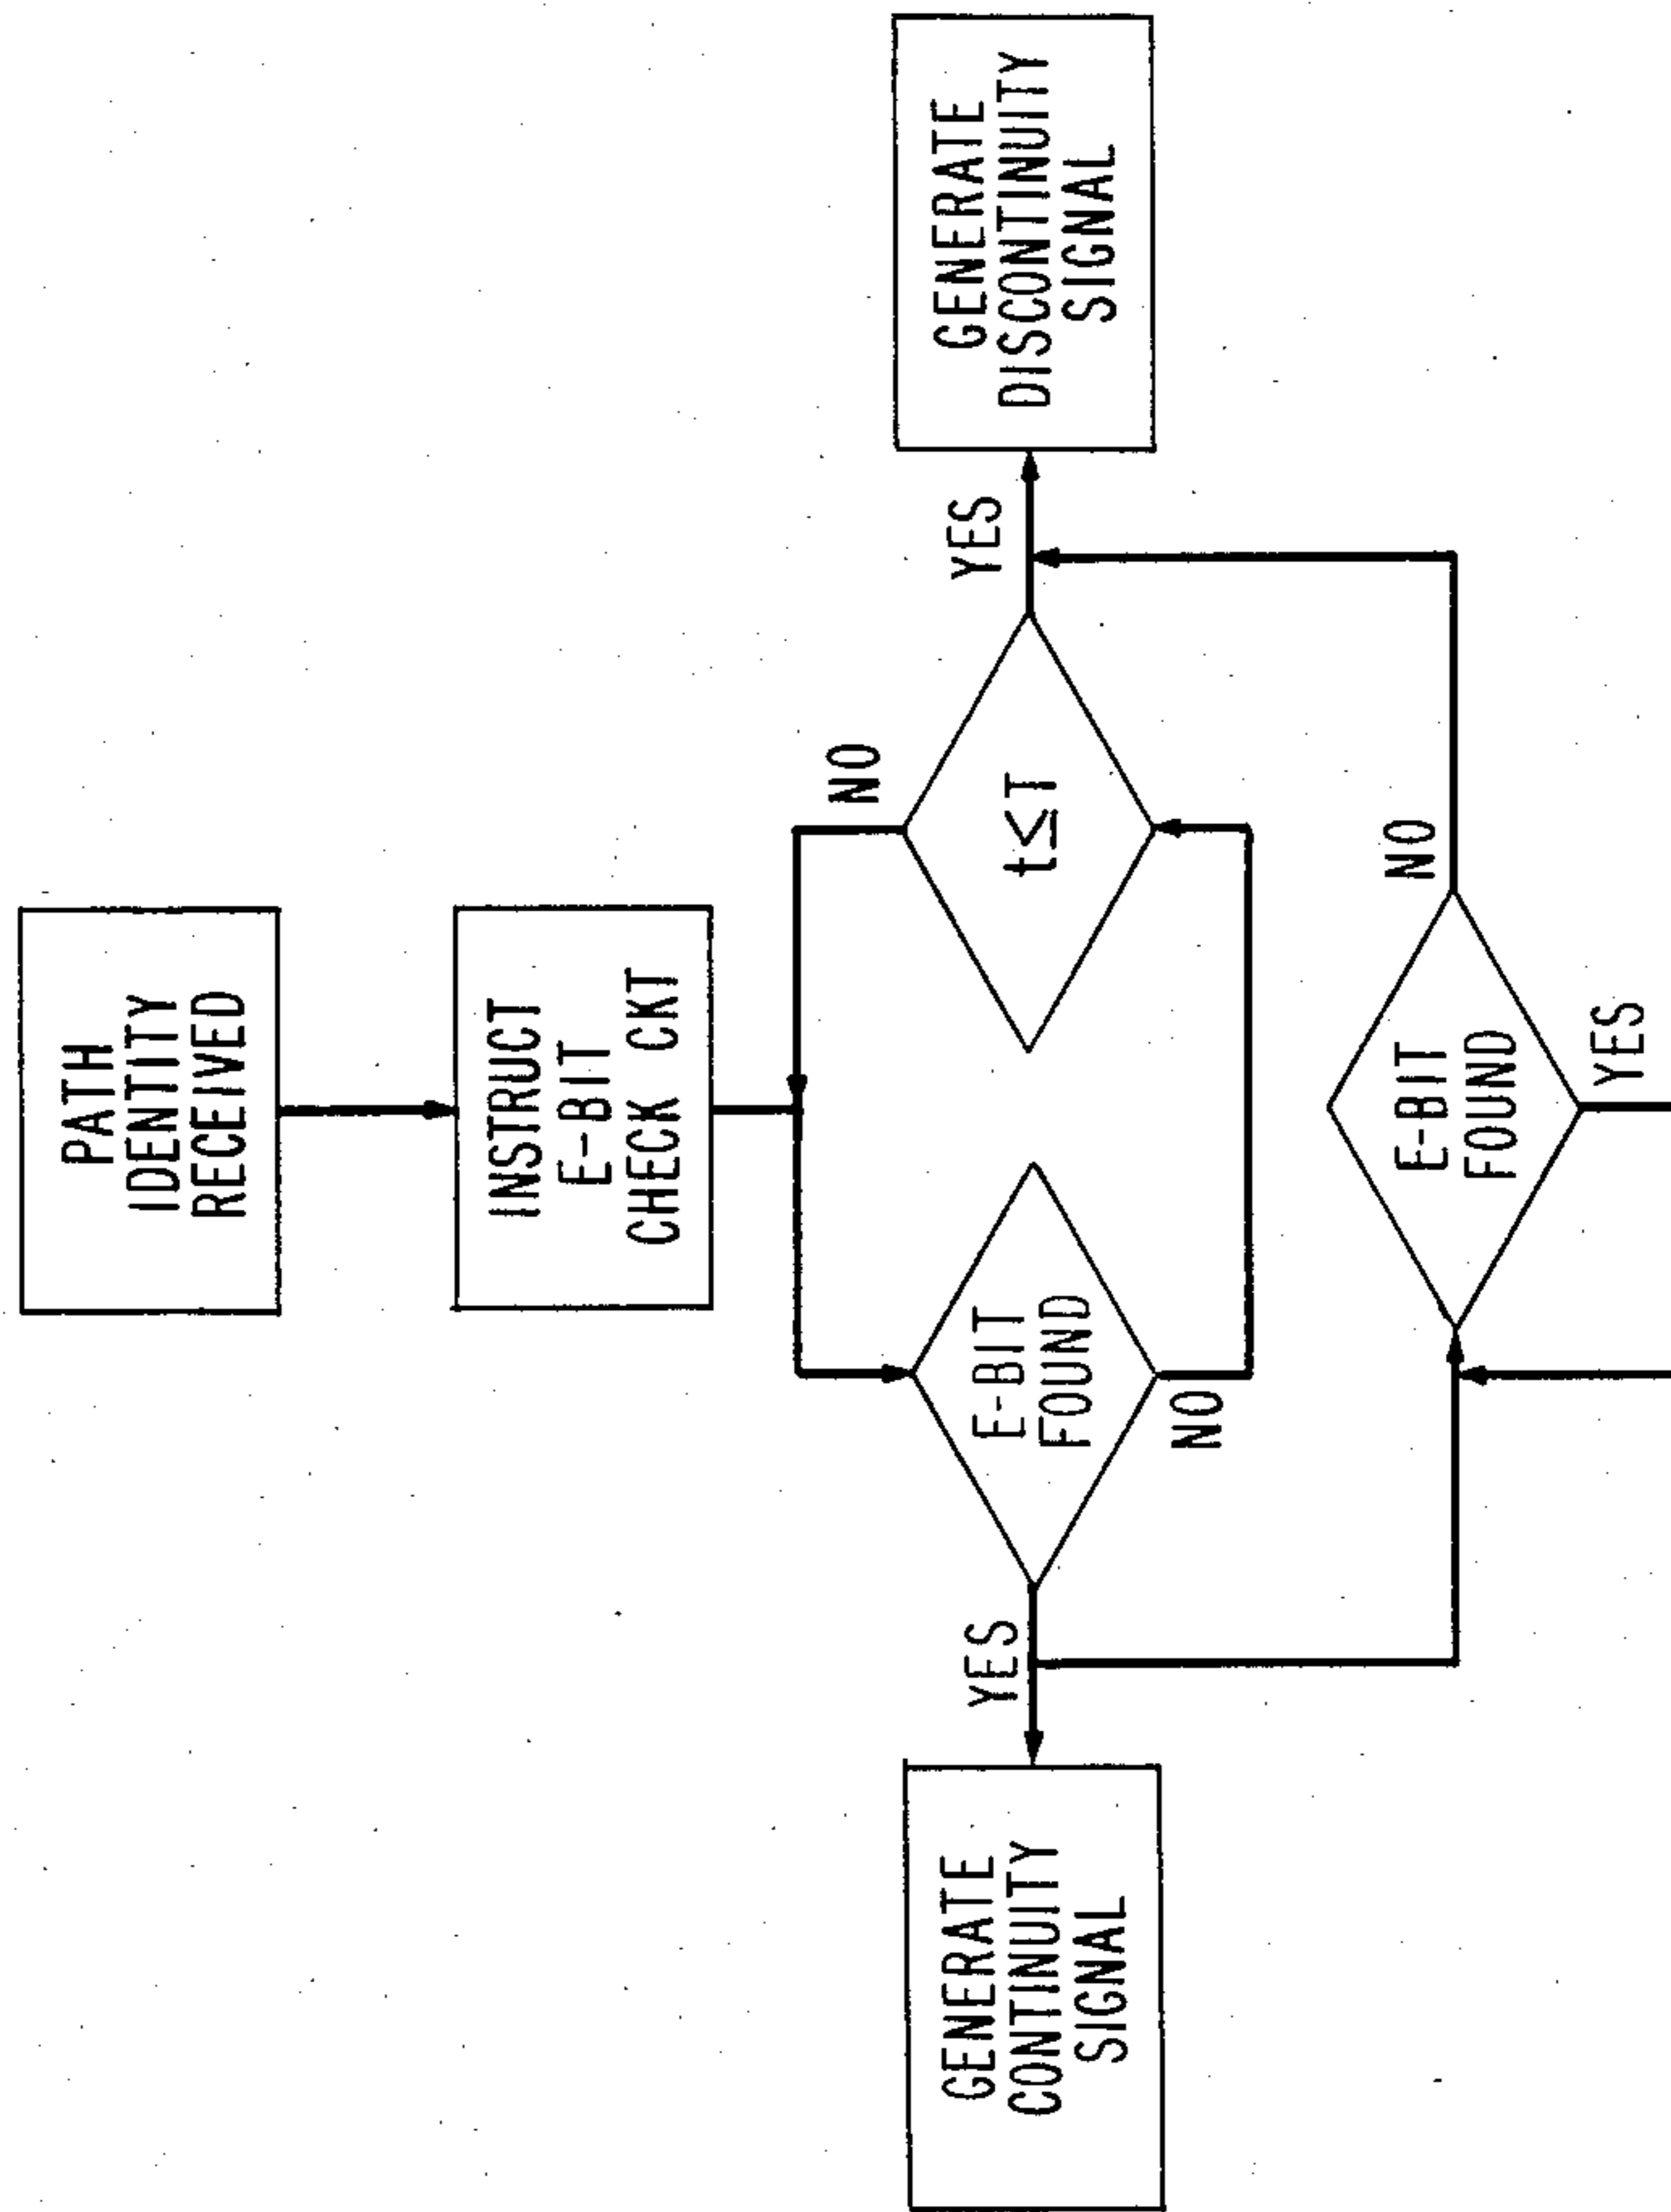 PATH
IDENTITY
RECEIVED
INSTRUCT
E-BIT
CHECK CKT
NO
YES
E-BIT
FOUND
t≤T
YES
NO
GENERATE
CONTINUITY
SIGNAL
GENERATE
DISCONTINUITY
SIGNAL
E-BIT
FOUND
NO
YES